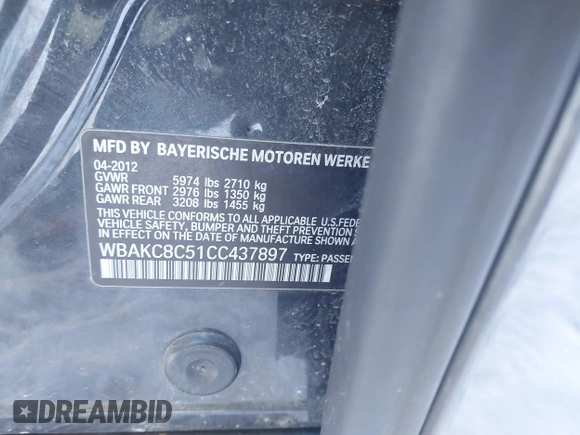 MFD BY BAYERISCHE MOTOREN WERKE
04-2012
GVWR 5974 lbs 2710 kg
GAWR FRONT 2976 lbs 1350 kg
GAWR REAR 3208 lbs 1455 kg
THIS VEHICLE CONFORMS TO ALL APPLICABLE U.S.FEDE
VEHICLE SAFETY, BUMPER AND THEFT PREVENTION S
IN EFFECT ON THE DATE OF MANUFACTURE SHOWN
WBAKC8C51CC437897 TYPE: PASSEN
DREAMBID